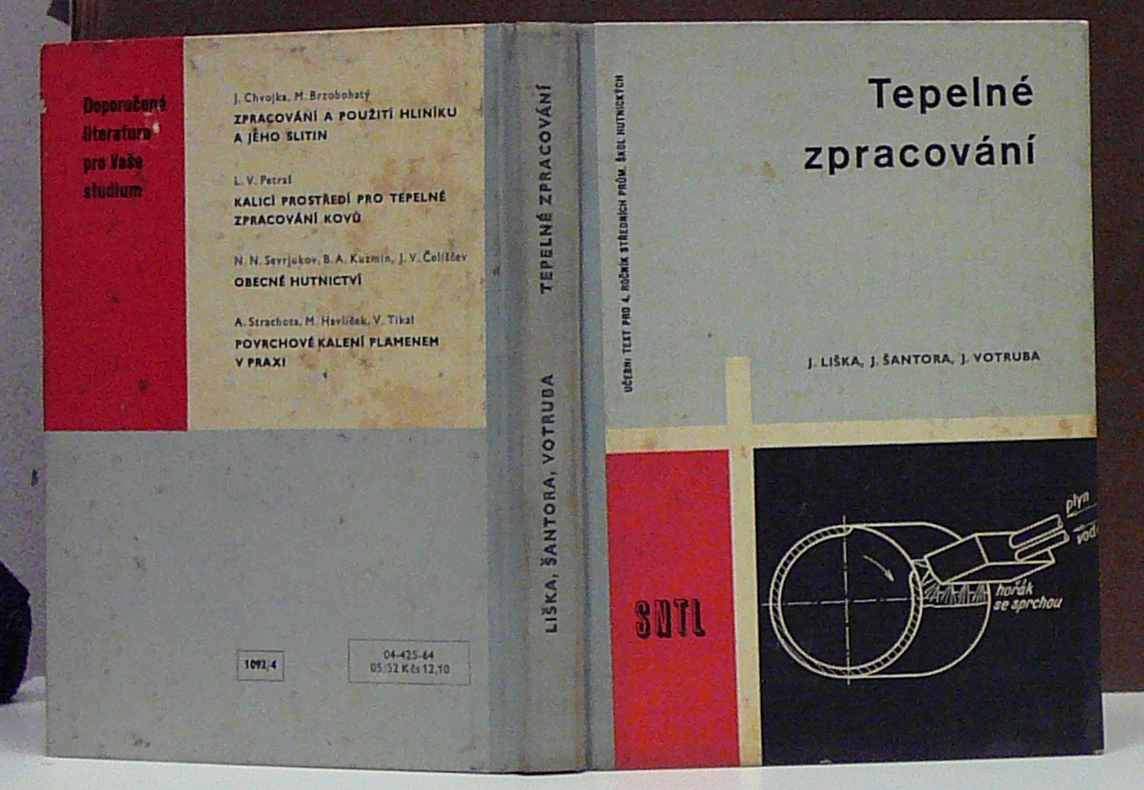 Doporučená
literatura
pro Vaše
studium
J. Chvojka, M. Brzobohatý
ZPRACOVÁNÍ A POUŽITÍ HLINÍKU
A JEHO SLITIN
L. V. Petraš
KALICÍ PROSTŘEDÍ PRO TEPELNÉ
ZPRACOVÁNÍ KOVŮ
N. N. Sevrjukov, B. A. Kuzmin, J. V. Čeliščev
OBECNÉ HUTNICTVÍ
A. Strachota, M. Havlíček, V. Tikal
POVRCHOVÉ KALENÍ PLAMENEM
V PRAXI
1092/4
04-425-64
05/52 Kčs 12,10
TEPELNÉ ZPRACOVÁNÍ
LIŠKA, ŠANTORA, VOTRUBA
UČEBNÍ TEXT PRO 4. ROČNÍK STŘEDNÍCH PRŮM. ŠKOL HUTNICKÝCH
Tepelné
zpracování
J. LIŠKA, J. ŠANTORA, J. VOTRUBA
SNTL
plyn
vod
hořák
se sprchou